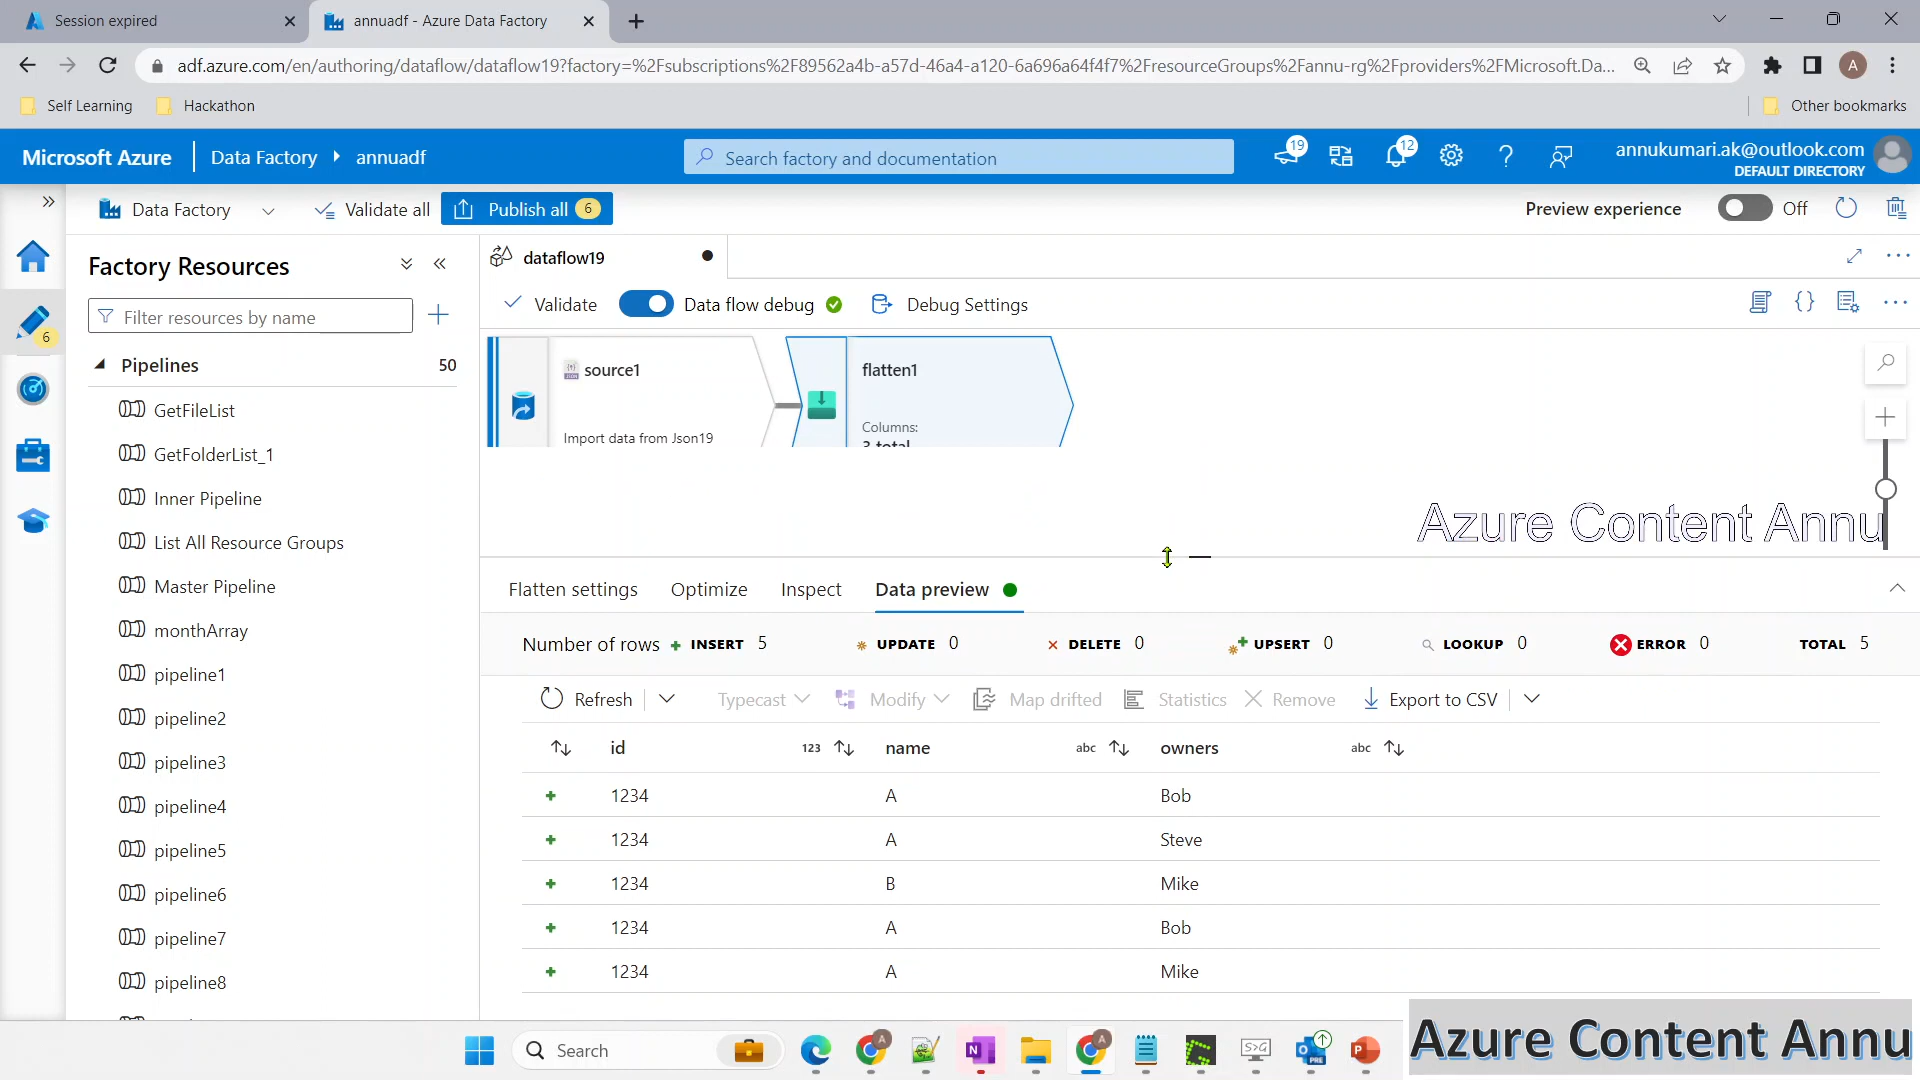 Session expired
annuadf - Azure Data Factory
adf.azure.com/en/authoring/dataflow/dataflow19?factory=%2Fsubscriptions%2F89562a4b-a57d-46a4-a120-6a696a64f4f7%2FresourceGroups%2Fannu-rg%2Fproviders%2FMicrosoft.Da...
A
Self Learning
Hackathon
Other bookmarks
Microsoft Azure
Data Factory
annuadf
Search factory and documentation
19
12
annukumari.ak@outlook.com
DEFAULT DIRECTORY
Data Factory
Validate all
Publish all 6
Preview experience
Off
Factory Resources
Filter resources by name
6
Pipelines 50
GetFileList
GetFolderList_1
Inner Pipeline
List All Resource Groups
Master Pipeline
monthArray
pipeline1
pipeline2
pipeline3
pipeline4
pipeline5
pipeline6
pipeline7
pipeline8
dataflow19
Validate
Data flow debug
Debug Settings
source1
Import data from Json19
flatten1
Columns:
3 total
Azure Content Annu
Flatten settings Optimize Inspect Data preview
Number of rows INSERT 5 UPDATE 0 DELETE 0 UPSERT 0 LOOKUP 0 ERROR 0 TOTAL 5
Refresh Typecast Modify Map drifted Statistics Remove Export to CSV
id 123 name abc owners abc
1234 A Bob
1234 A Steve
1234 B Mike
1234 A Bob
1234 A Mike
Search
Azure Content Annu